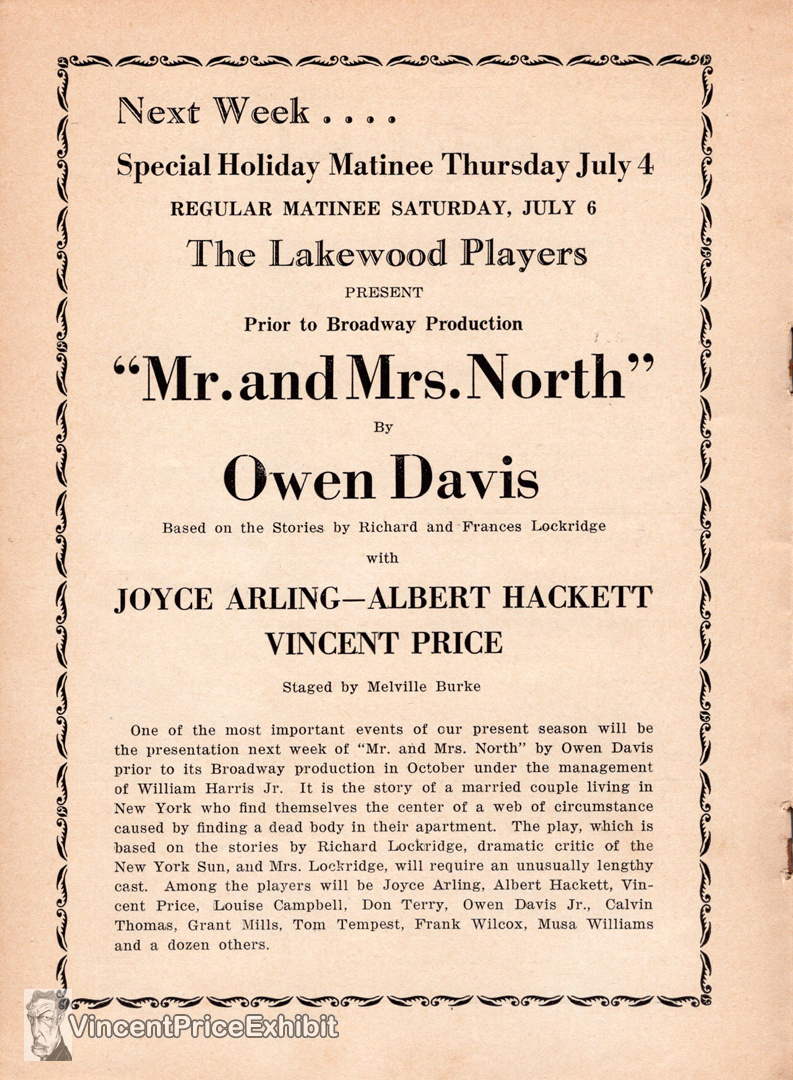 Next Week . . . .
Special Holiday Matinee Thursday July 4
REGULAR MATINEE SATURDAY, JULY 6
The Lakewood Players
PRESENT
Prior to Broadway Production
“Mr. and Mrs. North”
By
Owen Davis
Based on the Stories by Richard and Frances Lockridge
with
JOYCE ARLING—ALBERT HACKETT
VINCENT PRICE
Staged by Melville Burke
One of the most important events of our present season will be
the presentation next week of “Mr. and Mrs. North” by Owen Davis
prior to its Broadway production in October under the management
of William Harris Jr. It is the story of a married couple living in
New York who find themselves the center of a web of circumstance
caused by finding a dead body in their apartment. The play, which is
based on the stories by Richard Lockridge, dramatic critic of the
New York Sun, and Mrs. Lockridge, will require an unusually lengthy
cast. Among the players will be Joyce Arling, Albert Hackett, Vin-
cent Price, Louise Campbell, Don Terry, Owen Davis Jr., Calvin
Thomas, Grant Mills, Tom Tempest, Frank Wilcox, Musa Williams
and a dozen others.
VincentPriceExhibit